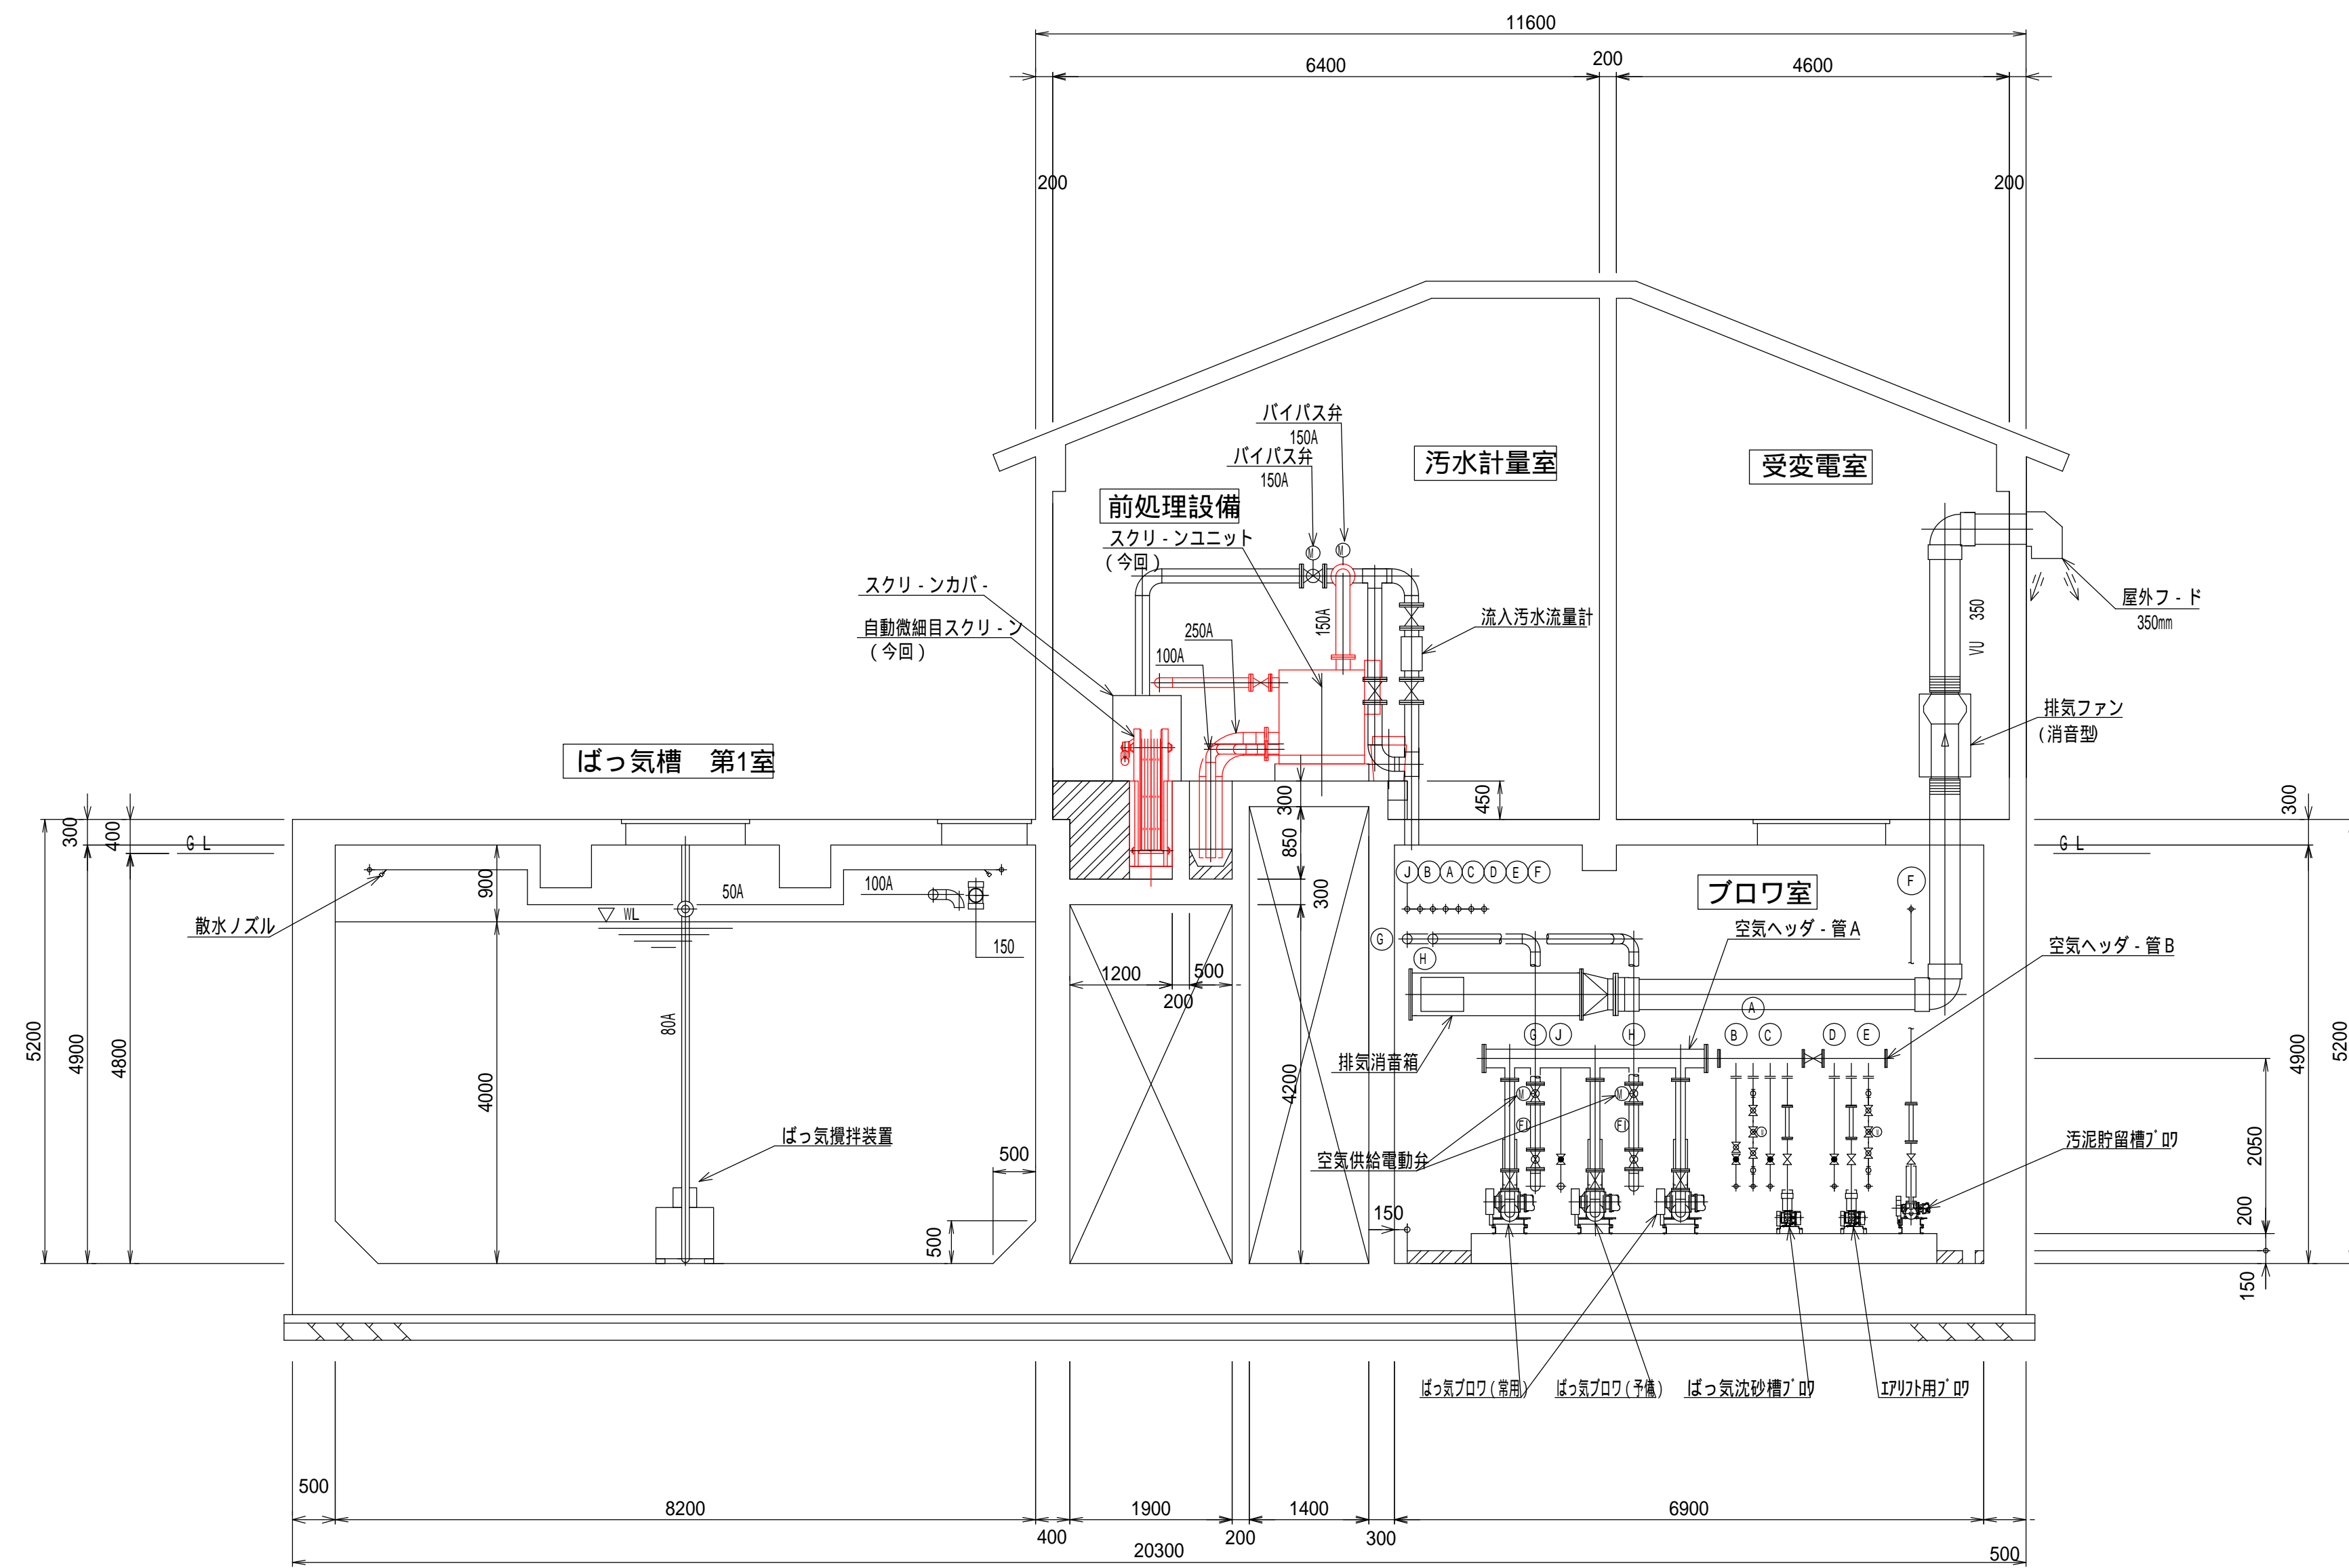 11600
6400
200
4600
200
200
バイパス弁
150A
バイパス弁
150A
汚水計量室
受変電室
前処理設備
スクリ-ンユニット
(今回)
M
M
スクリ-ンカバ-
自動微細目スクリ-ン
(今回)
250A
100A
150A
流入汚水流量計
VU 350
屋外フ-ド
350mm
排気ファン
(消音型)
ばっ気槽 第1室
300
400
GL
300
850
300
450
300
GL
900
50A
100A
WL
150
散水ノズル
J B A C D E F
ブロワ室
F
空気ヘッダ-管A
空気ヘッダ-管B
G
H
1200
200
500
5200
4900
4800
80A
4000
4200
A
G J H B C D E
排気消音箱
M
M
FI
FI
空気供給電動弁
ばっ気攪拌装置
500
500
150
汚泥貯留槽ブロワ
4900
5200
2050
200
150
ばっ気ブロワ(常用)
ばっ気ブロワ(予備)
ばっ気沈砂槽ブロワ
エアリフト用ブロワ
500
8200
400
1900
200
1400
300
6900
500
20300